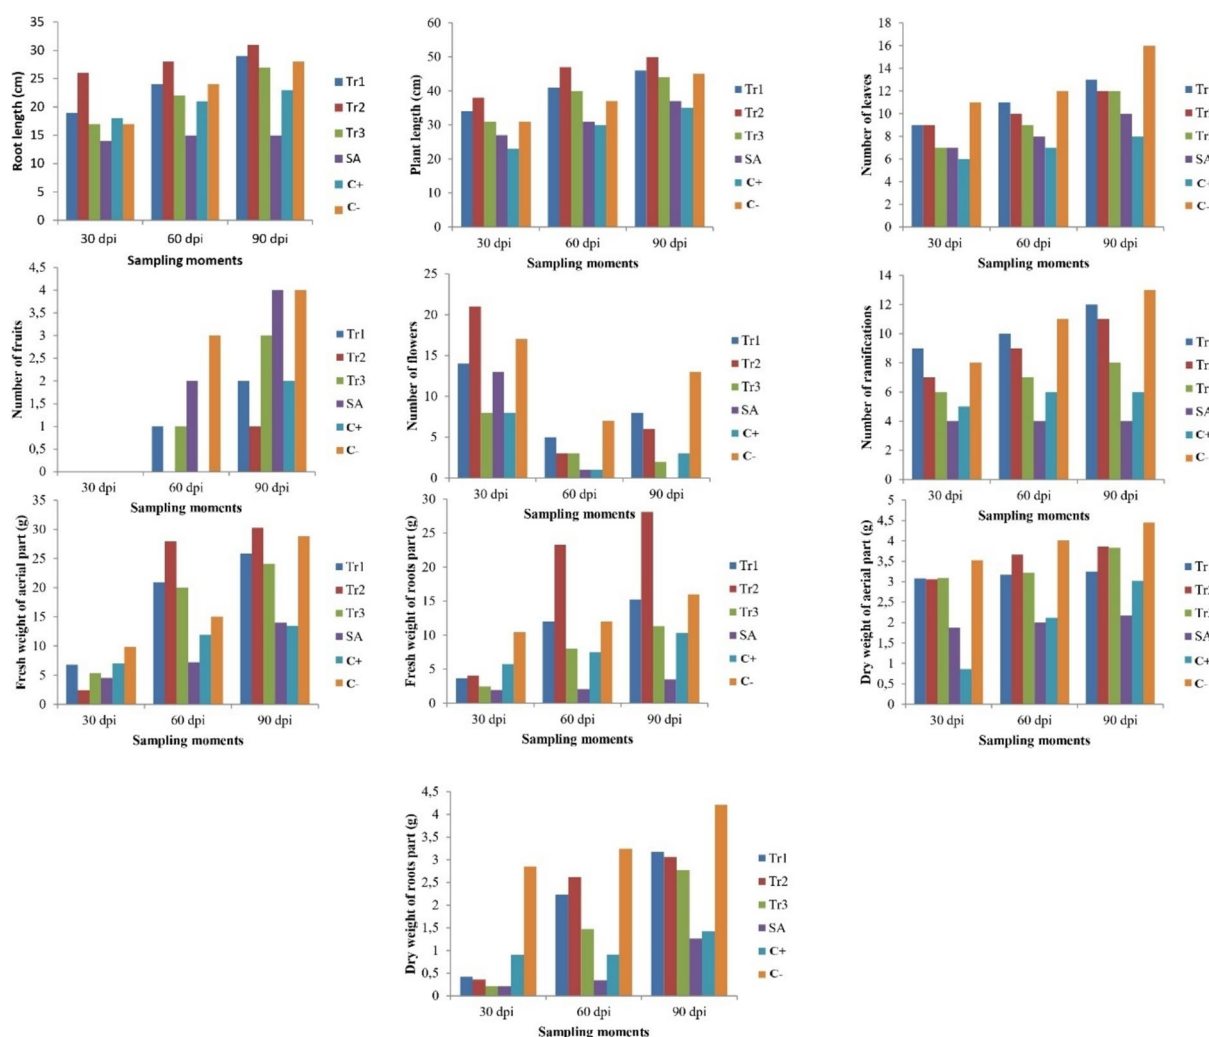 Root length (cm)
35
30
25
20
15
10
5
0
30 dpi 60 dpi 90 dpi
Sampling moments
Tr1
Tr2
Tr3
SA
C+
C-
Plant length (cm)
60
50
40
30
20
10
0
30 dpi 60 dpi 90 dpi
Sampling moments
Tr1
Tr2
Tr3
SA
C+
C-
Number of leaves
18
16
14
12
10
8
6
4
2
0
30 dpi 60 dpi 90 dpi
Sampling moments
SA
C+
C-
Number of fruits
4,5
4
3,5
3
2,5
2
1,5
1
0,5
0
30 dpi 60 dpi 90 dpi
Sampling moments
Tr1
Tr2
Tr3
SA
C+
C-
Number of flowers
25
20
15
10
5
0
30 dpi 60 dpi 90 dpi
Sampling moments
Tr1
Tr2
Tr3
SA
C+
C-
Number of ramifications
14
12
10
8
6
4
2
0
30 dpi 60 dpi 90 dpi
Sampling moments
SA
C+
C-
Fresh weight of aerial part (g)
35
30
25
20
15
10
5
0
30 dpi 60 dpi 90 dpi
Sampling moments
Tr1
Tr2
Tr3
SA
C+
C-
Fresh weight of roots part (g)
30
25
20
15
10
5
0
30 dpi 60 dpi 90 dpi
Sampling moments
Tr1
Tr2
Tr3
SA
C+
C-
Dry weight of aerial part (g)
5
4,5
4
3,5
3
2,5
2
1,5
1
0,5
0
30 dpi 60 dpi 90 dpi
Sampling moments
SA
C+
C-
Dry weight of roots part (g)
4,5
4
3,5
3
2,5
2
1,5
1
0,5
0
30 dpi 60 dpi 90 dpi
Sampling moments
Tr1
Tr2
Tr3
SA
C+
C-